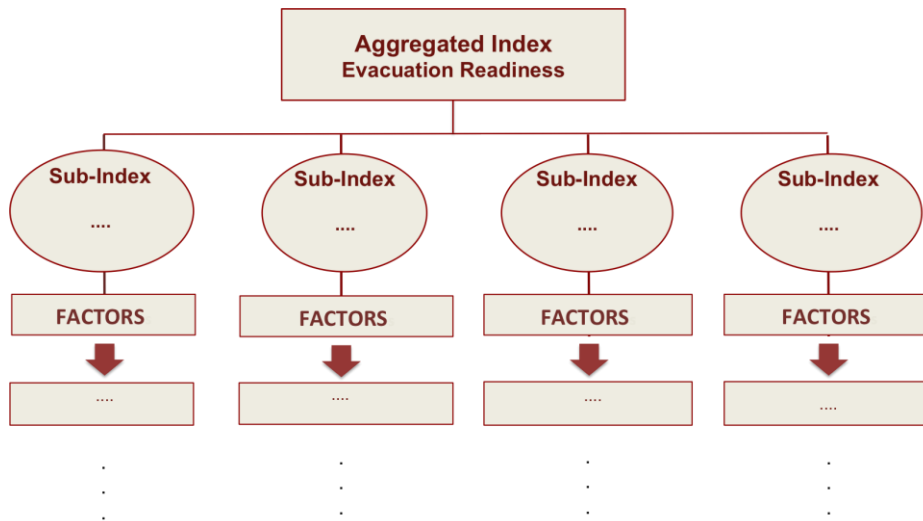 Aggregated Index
Evacuation Readiness
Sub-Index
....
Sub-Index
....
Sub-Index
....
Sub-Index
....
FACTORS
FACTORS
FACTORS
FACTORS
....
....
....
....
.
.
.
.
.
.
.
.
.
.
.
.